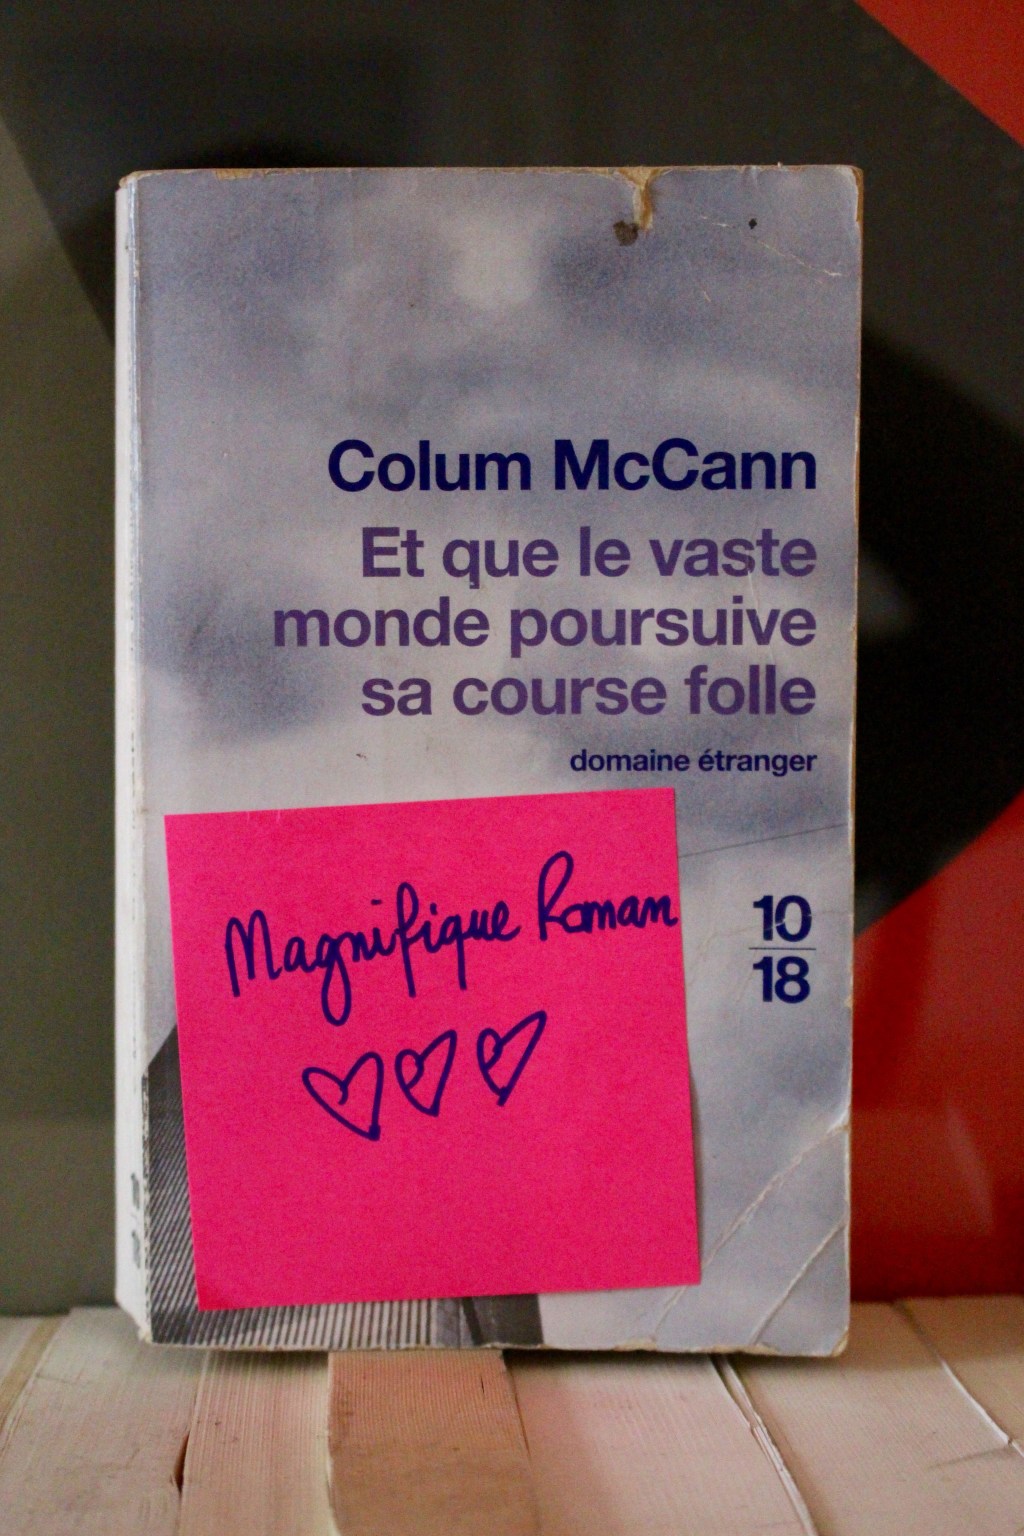 Colum McCann
Et que le vaste
monde poursuive
sa course folle
domaine étranger
Magnifique Roman
10
18